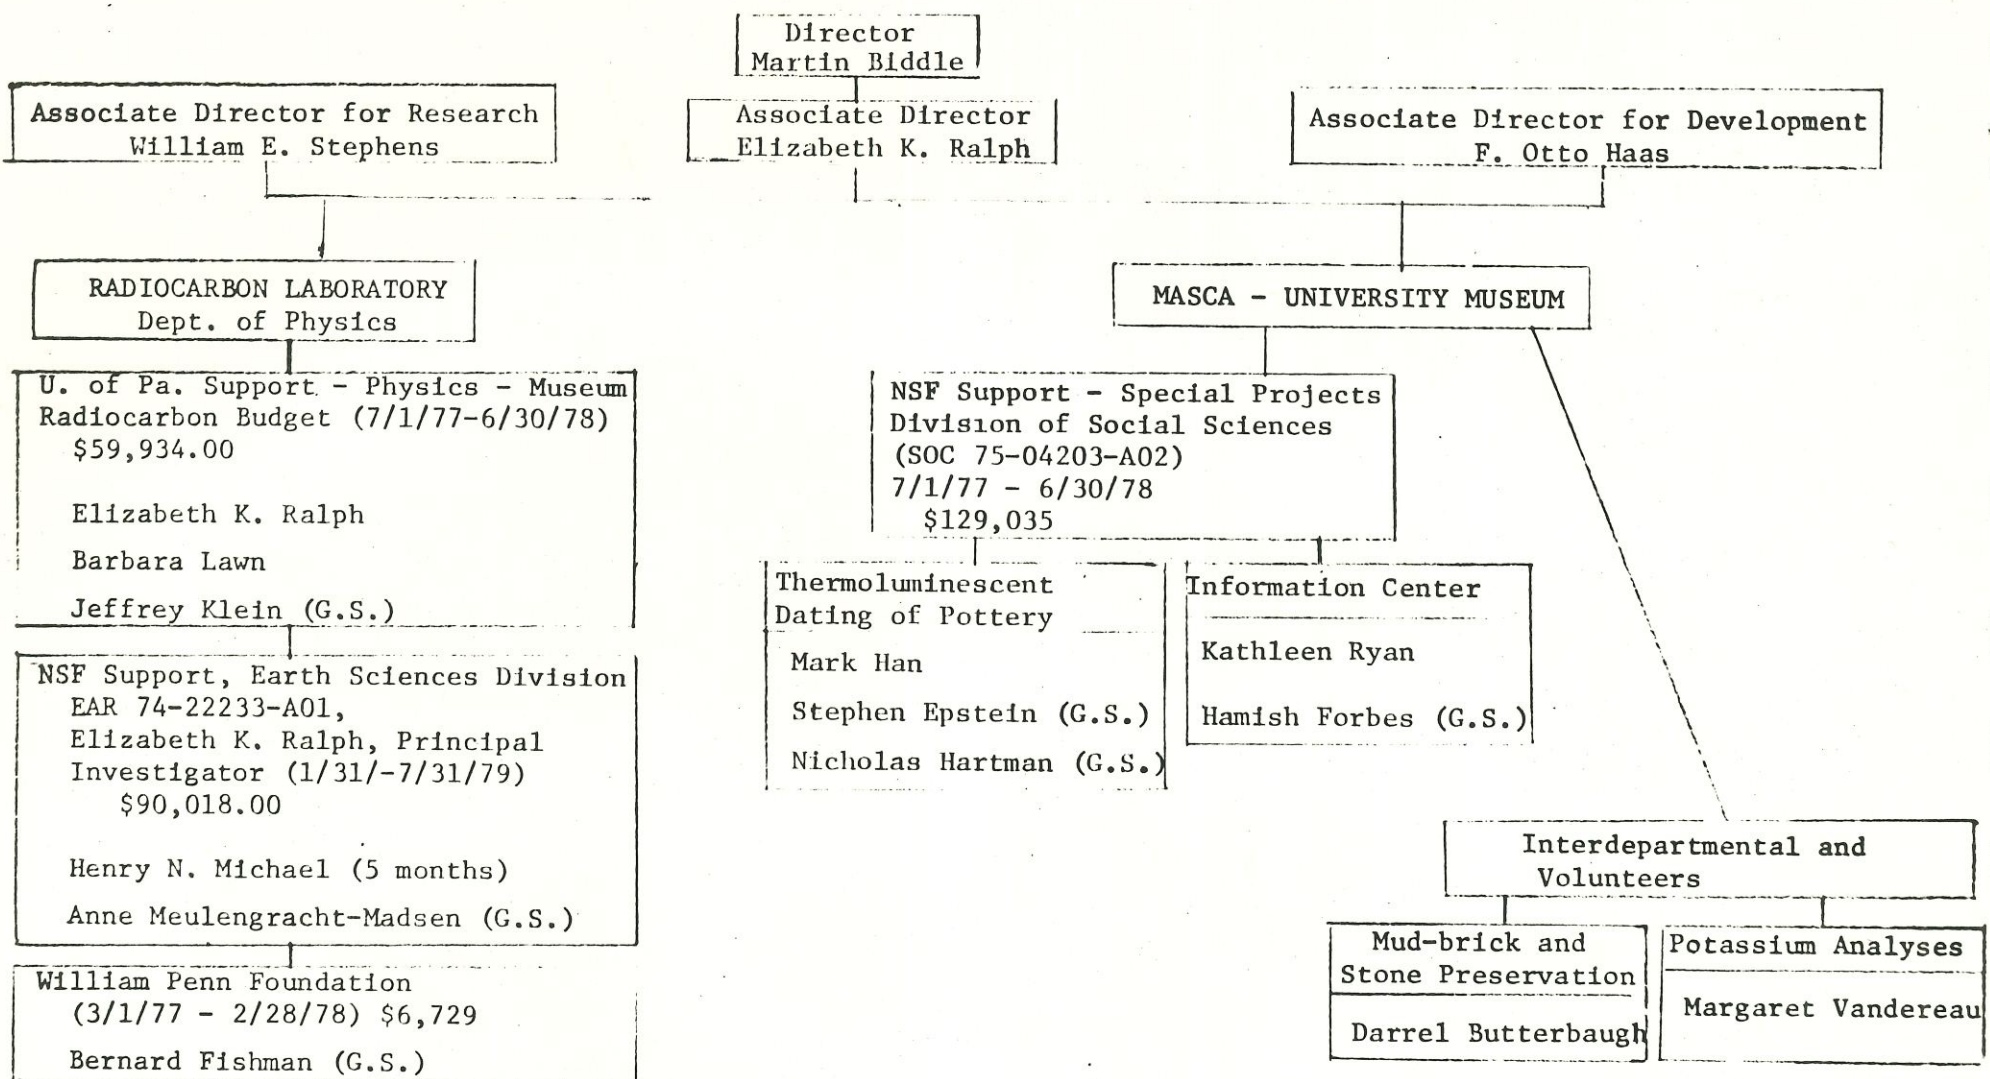 Director
Martin Biddle
Associate Director for Research
William E. Stephens
Associate Director
Elizabeth K. Ralph
Associate Director for Development
F. Otto Haas
RADIOCARBON LABORATORY
Dept. of Physics
U. of Pa. Support - Physics - Museum
Radiocarbon Budget (7/1/77-6/30/78)
$59,934.00
Elizabeth K. Ralph
Barbara Lawn
Jeffrey Klein (G.S.)
NSF Support, Earth Sciences Division
EAR 74-22233-A01,
Elizabeth K. Ralph, Principal
Investigator (1/31/-7/31/79)
$90,018.00
Henry N. Michael (5 months)
Anne Meulengracht-Madsen (G.S.)
William Penn Foundation
(3/1/77 - 2/28/78) $6,729
Bernard Fishman (G.S.)
MASCA - UNIVERSITY MUSEUM
NSF Support - Special Projects
Division of Social Sciences
(SOC 75-04203-A02)
7/1/77 - 6/30/78
$129,035
Thermoluminescent
Dating of Pottery
Mark Han
Stephen Epstein (G.S.)
Nicholas Hartman (G.S.)
Information Center
Kathleen Ryan
Hamish Forbes (G.S.)
Interdepartmental and
Volunteers
Mud-brick and
Stone Preservation
Darrel Butterbaugh
Potassium Analyses
Margaret Vandereau